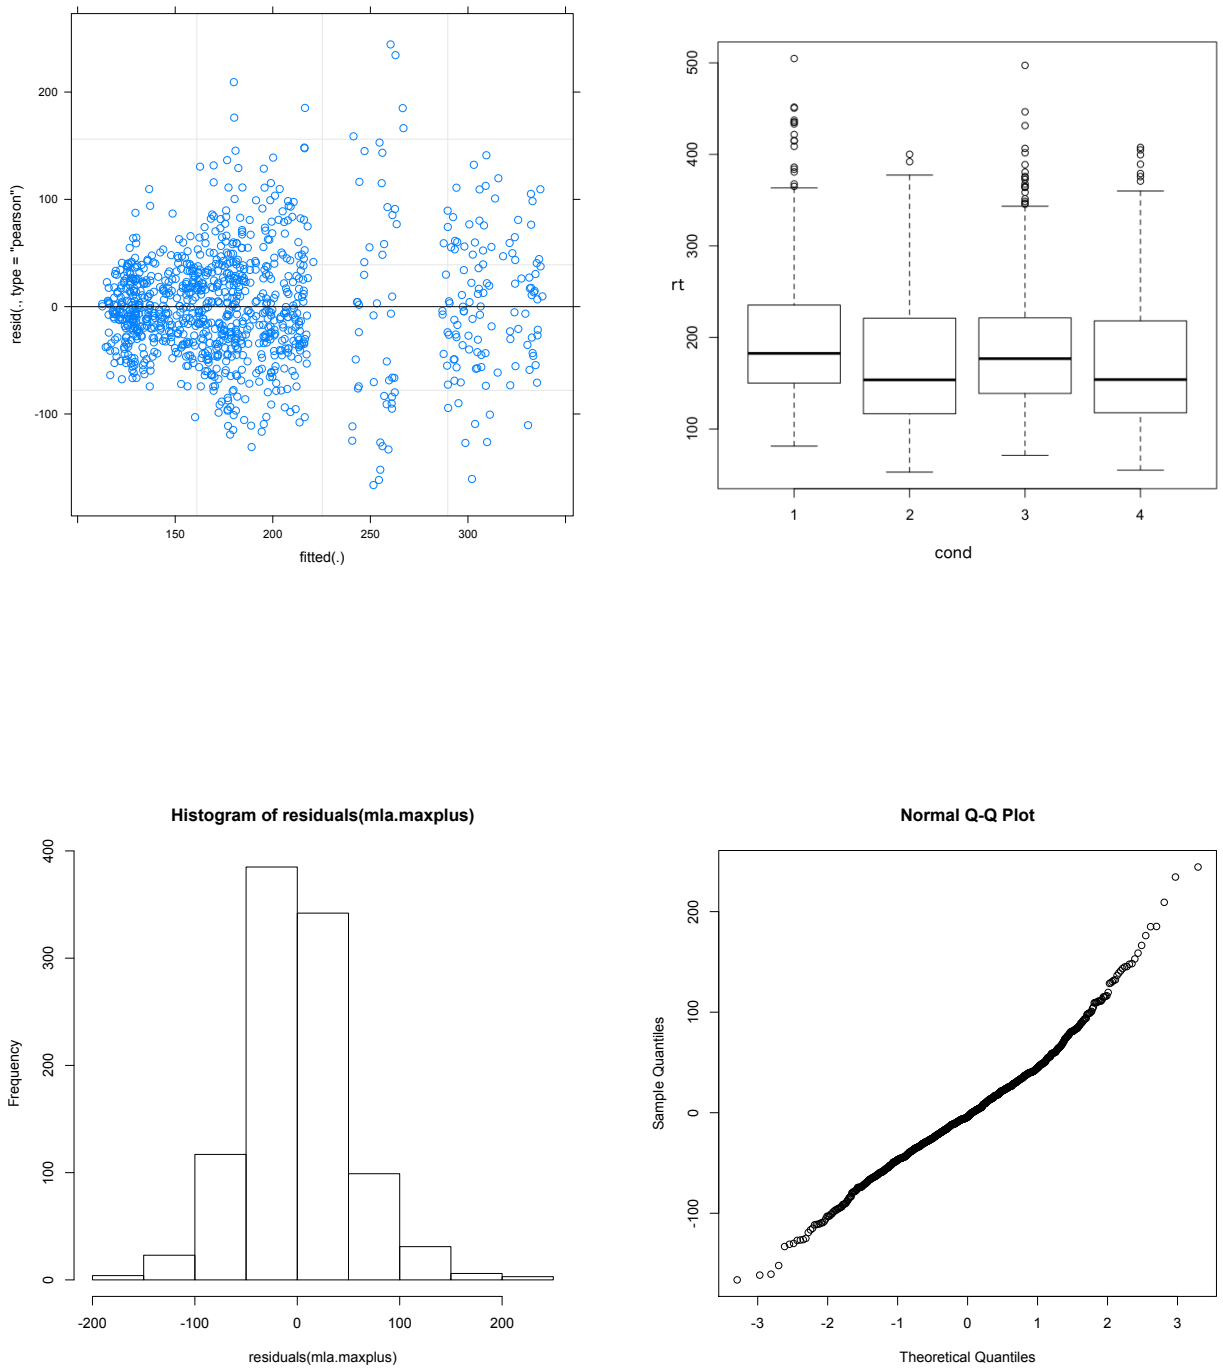 resid(., type = "pearson")
200
100
0
-100
150 200 250 300
fitted(.)
rt
500
400
300
200
100
1 2 3 4
cond
Histogram of residuals(mla.maxplus)
Frequency
400
300
200
100
0
-200 -100 0 100 200
residuals(mla.maxplus)
Normal Q-Q Plot
Sample Quantiles
200
100
0
-100
-3 -2 -1 0 1 2 3
Theoretical Quantiles